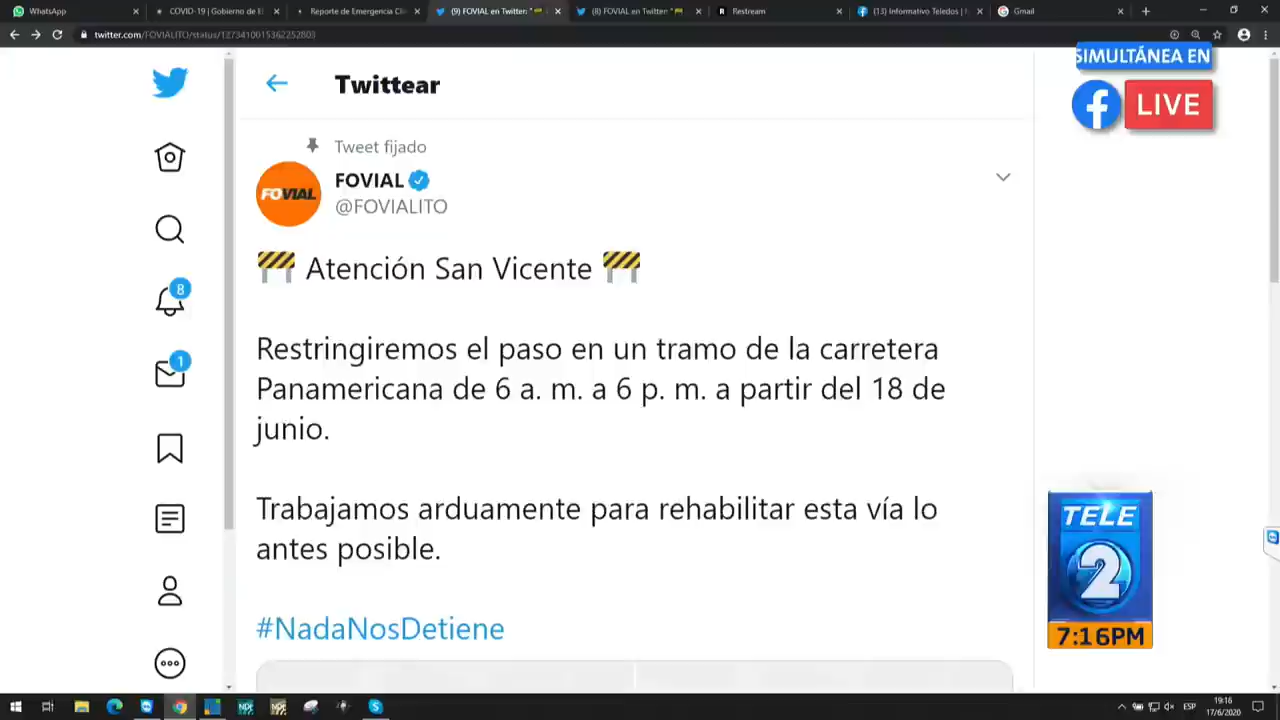 WhatsApp
COVID-19 | Gobierno de El
Reporte de Emergencia Clim
(9) FOVIAL en Twitter: "
(8) FOVIAL en Twitter: "
Restream
(13) Informativo Teledos |
Gmail
twitter.com/FOVIALITO/status/1273410015362252803
SIMULTÁNEA EN
LIVE
Twittear
Tweet fijado
FOVIAL
FOVIAL
@FOVIALITO
Atención San Vicente
8
Restringiremos el paso en un tramo de la carretera
1
Panamericana de 6 a. m. a 6 p. m. a partir del 18 de
junio.
Trabajamos arduamente para rehabilitar esta vía lo
antes posible.
#NadaNosDetiene
TELE
2
7:16PM
ESP
19:16
17/6/2020